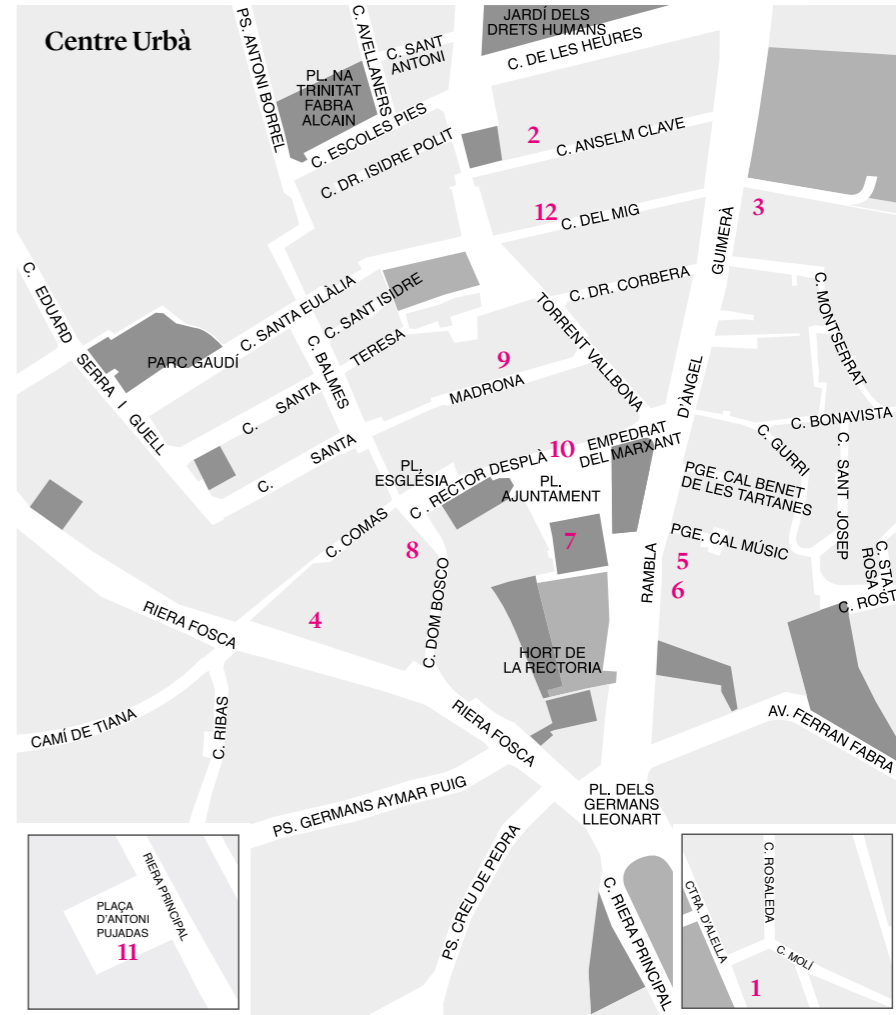 Centre Urbà
PS. ANTONI BORREL
C. AVELLANERS
C. SANT
ANTONI
JARDÍ DELS
DRETS HUMANS
C. DE LES HEURES
PL. NA
TRINITAT
FABRA
ALCAIN
C. ESCOLES PIES
C. DR. ISIDRE POLIT
2
C. ANSELM CLAVE
12
C. DEL MIG
3
GUIMERÀ
C. DR. CORBERA
C. MONTSERRAT
C. EDUARD SERRA I GUELL
PARC GAUDÍ
C. SANTA EULÀLIA
C. SANT ISIDRE
C. SANTA TERESA
C. BALMES
TORRENT VALLBONA
9
C. SANTA MADRONA
D'ÀNGEL
C. BONAVISTA
C. GURRI
C. SANT JOSEP
10
EMPEDRAT
DEL MARXANT
PL.
ESGLÉSIA
C. RECTOR DESPLÀ
PL.
AJUNTAMENT
PGE. CAL BENET
DE LES TARTANES
PGE. CAL MÚSIC
C. COMAS
8
7
5
6
RAMBLA
C. STA.
ROSA
C. ROST
4
RIERA FOSCA
C. DOM BOSCO
HORT DE
LA RECTORIA
CAMÍ DE TIANA
C. RIBAS
RIERA FOSCA
AV. FERRAN FABRA
PS. GERMANS AYMAR PUIG
PL. DELS
GERMANS
LLEONART
PS. CREU DE PEDRA
C. RIERA PRINCIPAL
RIERA PRINCIPAL
PLAÇA
D'ANTONI
PUJADAS
11
C. ROSALEDA
CTRA. D'ALELLA
C. MOLÍ
1